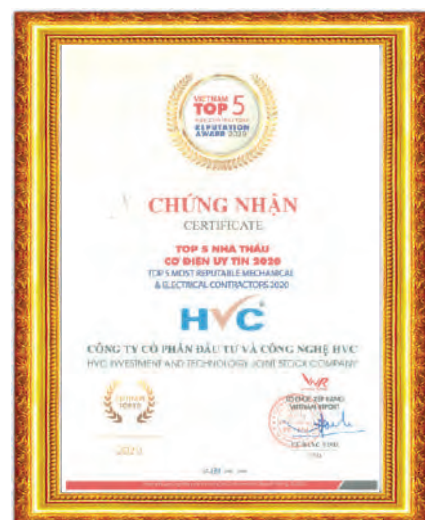 VIETNAM
TOP 5
REPUTATION
AWARD 2020
CHỨNG NHẬN
CERTIFICATE
TOP 5 NHÀ THẦU
CƠ ĐIỆN UY TÍN 2020
TOP 5 MOST REPUTABLE MECHANICAL
& ELECTRICAL CONTRACTORS 2020
HVC®
CÔNG TY CỔ PHẦN ĐẦU TƯ VÀ CÔNG NGHỆ HVC
HVC INVESTMENT AND TECHNOLOGY JOINT STOCK COMPANY
VNR
VIETNAM REPORT
2020